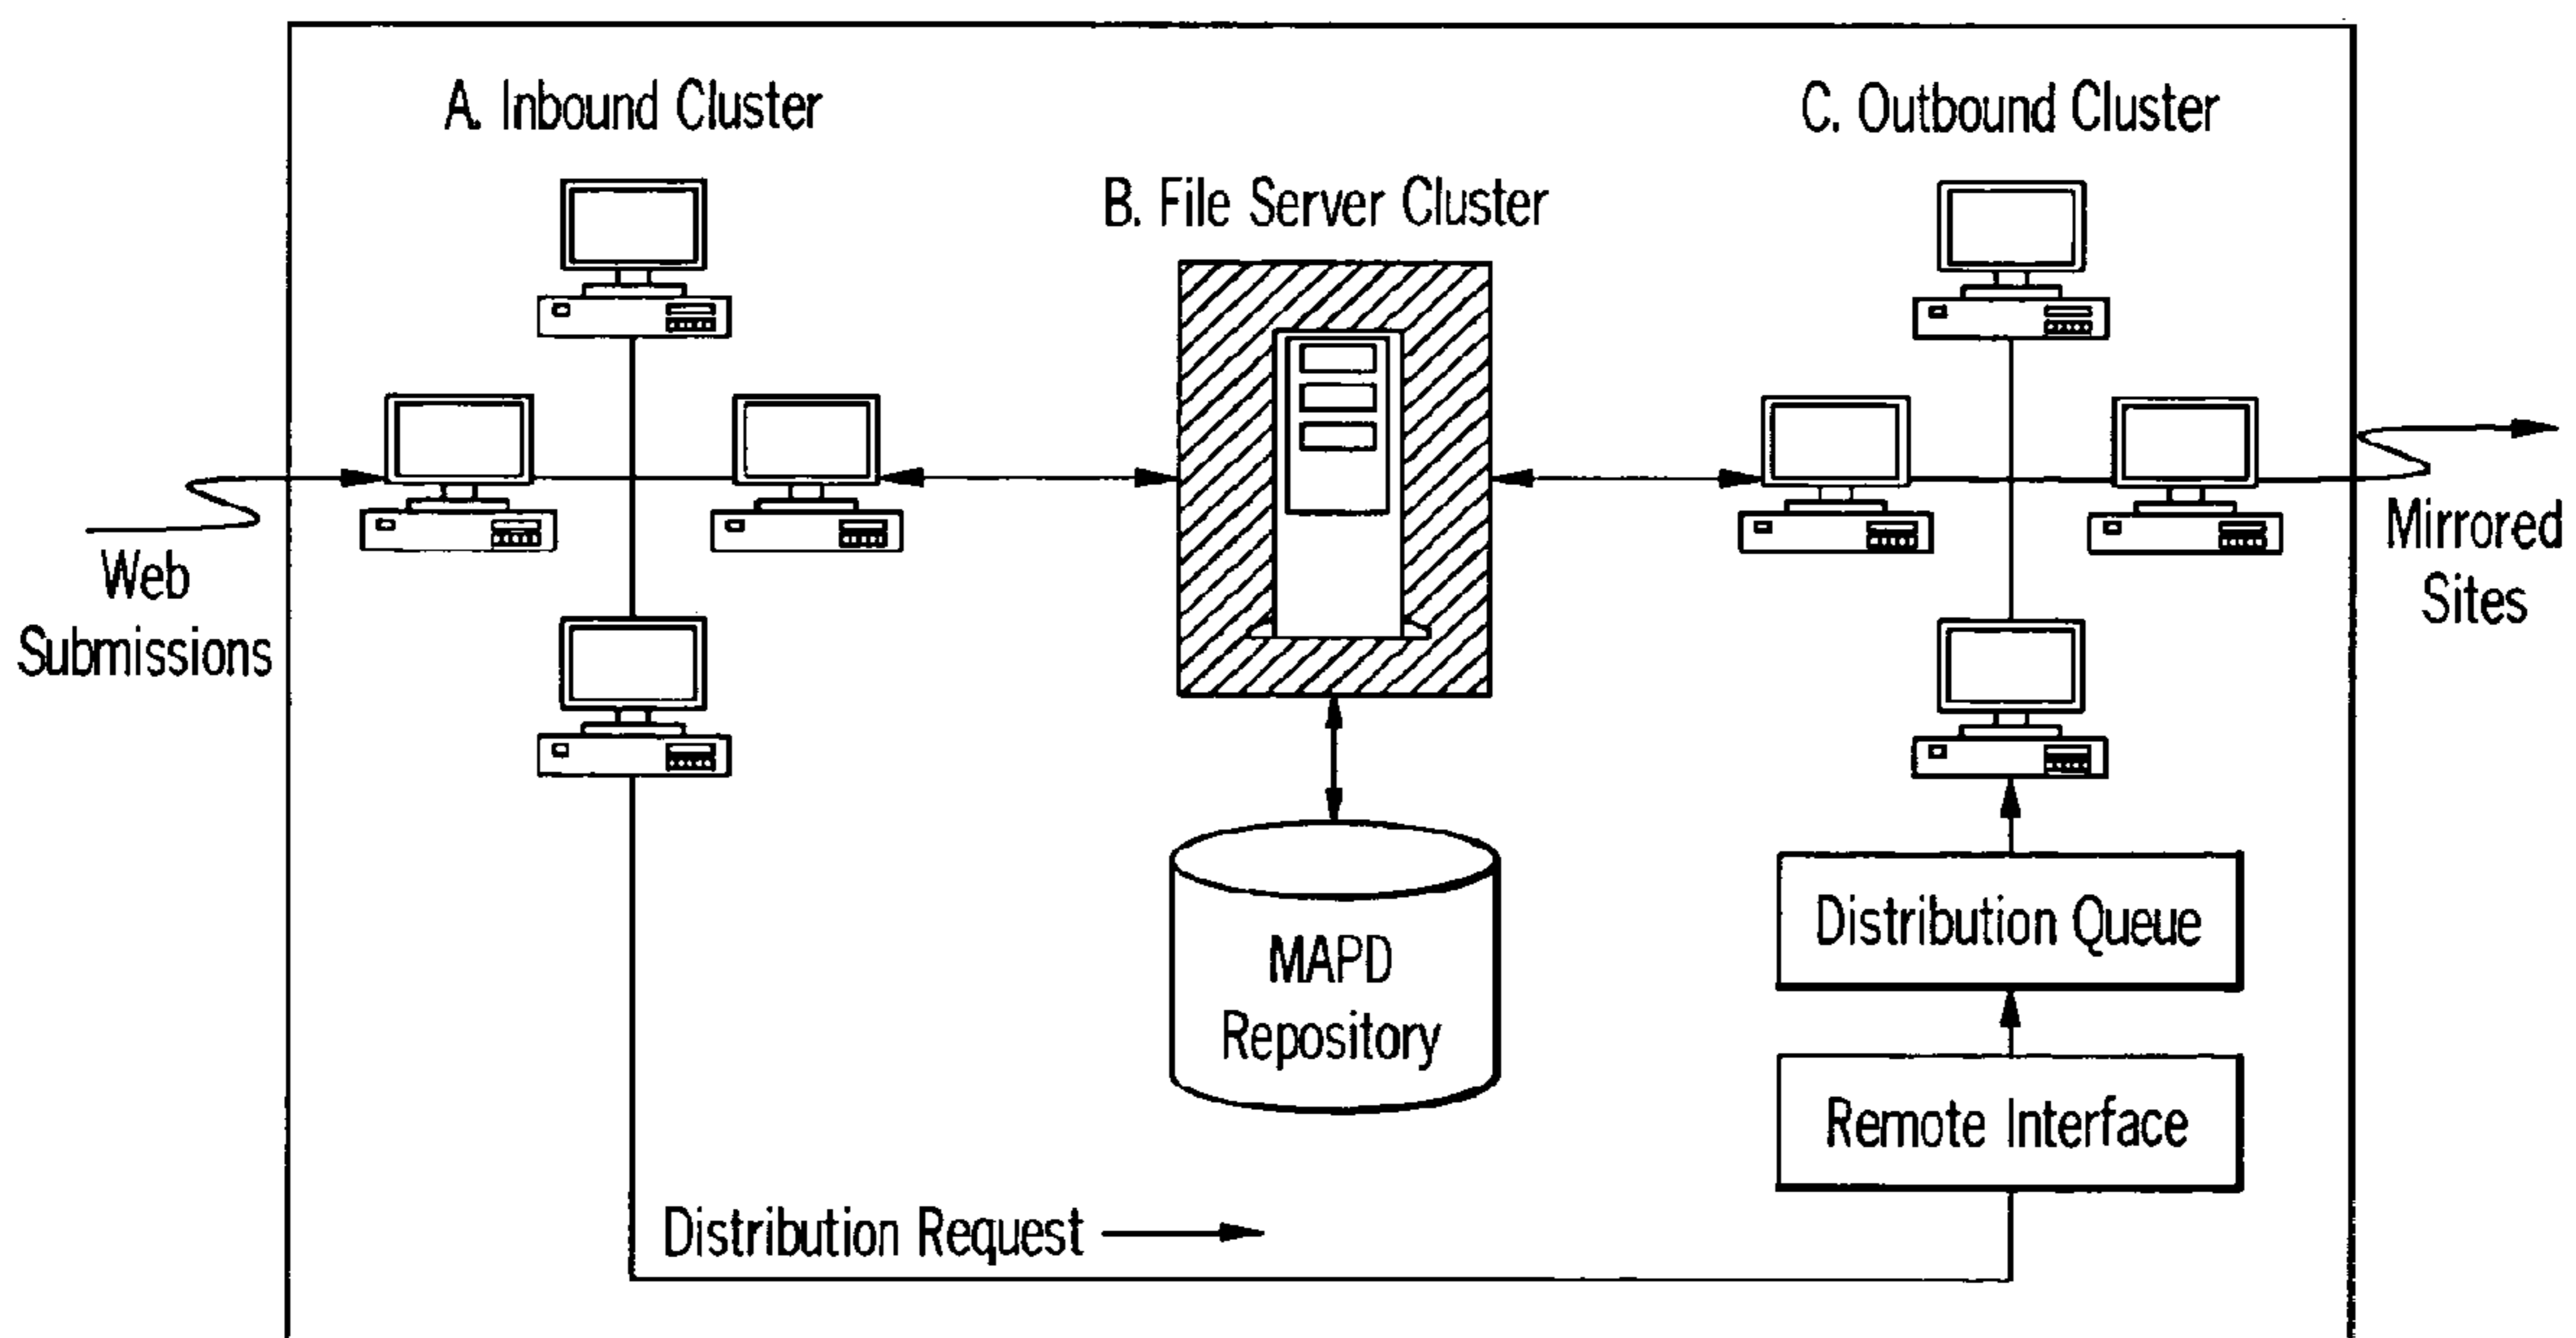 A. Inbound Cluster
C. Outbound Cluster
B. File Server Cluster
Web
Submissions
Mirrored
Sites
MAPD
Repository
Distribution Queue
Remote Interface
Distribution Request